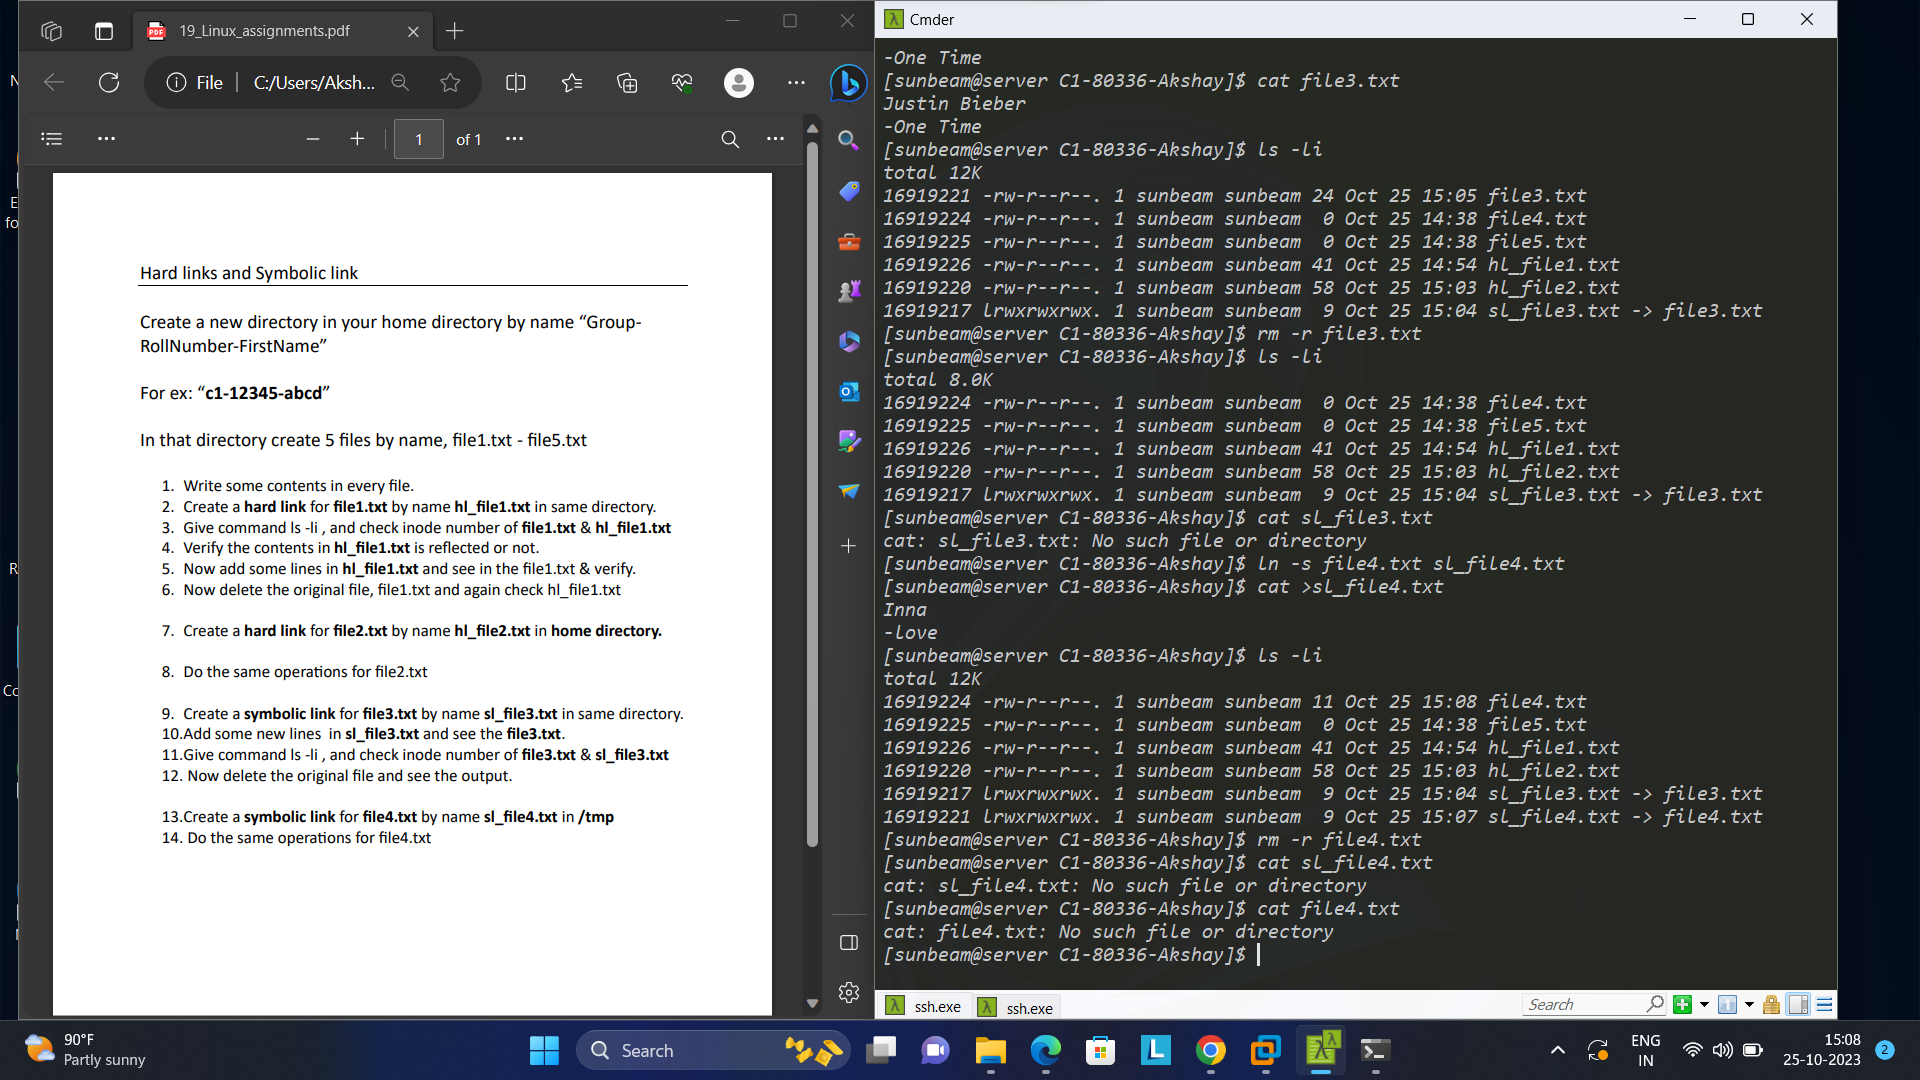 19_Linux_assignments.pdf
File
C:/Users/Aksh...
1
of 1
Hard links and Symbolic link
Create a new directory in your home directory by name “Group-
RollNumber-FirstName”
For ex: “c1-12345-abcd”
In that directory create 5 files by name, file1.txt - file5.txt
1. Write some contents in every file.
2. Create a hard link for file1.txt by name hl_file1.txt in same directory.
3. Give command ls -li , and check inode number of file1.txt & hl_file1.txt
4. Verify the contents in hl_file1.txt is reflected or not.
5. Now add some lines in hl_file1.txt and see in the file1.txt & verify.
6. Now delete the original file, file1.txt and again check hl_file1.txt
7. Create a hard link for file2.txt by name hl_file2.txt in home directory.
8. Do the same operations for file2.txt
9. Create a symbolic link for file3.txt by name sl_file3.txt in same directory.
10.Add some new lines in sl_file3.txt and see the file3.txt.
11.Give command ls -li , and check inode number of file3.txt & sl_file3.txt
12. Now delete the original file and see the output.
13.Create a symbolic link for file4.txt by name sl_file4.txt in /tmp
14. Do the same operations for file4.txt
Cmder
-One Time
[sunbeam@server C1-80336-Akshay]$ cat file3.txt
Justin Bieber
-One Time
[sunbeam@server C1-80336-Akshay]$ ls -li
total 12K
16919221 -rw-r--r--. 1 sunbeam sunbeam 24 Oct 25 15:05 file3.txt
16919224 -rw-r--r--. 1 sunbeam sunbeam  0 Oct 25 14:38 file4.txt
16919225 -rw-r--r--. 1 sunbeam sunbeam  0 Oct 25 14:38 file5.txt
16919226 -rw-r--r--. 1 sunbeam sunbeam 41 Oct 25 14:54 hl_file1.txt
16919220 -rw-r--r--. 1 sunbeam sunbeam 58 Oct 25 15:03 hl_file2.txt
16919217 lrwxrwxrwx. 1 sunbeam sunbeam  9 Oct 25 15:04 sl_file3.txt -> file3.txt
[sunbeam@server C1-80336-Akshay]$ rm -r file3.txt
[sunbeam@server C1-80336-Akshay]$ ls -li
total 8.0K
16919224 -rw-r--r--. 1 sunbeam sunbeam  0 Oct 25 14:38 file4.txt
16919225 -rw-r--r--. 1 sunbeam sunbeam  0 Oct 25 14:38 file5.txt
16919226 -rw-r--r--. 1 sunbeam sunbeam 41 Oct 25 14:54 hl_file1.txt
16919220 -rw-r--r--. 1 sunbeam sunbeam 58 Oct 25 15:03 hl_file2.txt
16919217 lrwxrwxrwx. 1 sunbeam sunbeam  9 Oct 25 15:04 sl_file3.txt -> file3.txt
[sunbeam@server C1-80336-Akshay]$ cat sl_file3.txt
cat: sl_file3.txt: No such file or directory
[sunbeam@server C1-80336-Akshay]$ ln -s file4.txt sl_file4.txt
[sunbeam@server C1-80336-Akshay]$ cat >sl_file4.txt
Inna
-love
[sunbeam@server C1-80336-Akshay]$ ls -li
total 12K
16919224 -rw-r--r--. 1 sunbeam sunbeam 11 Oct 25 15:08 file4.txt
16919225 -rw-r--r--. 1 sunbeam sunbeam  0 Oct 25 14:38 file5.txt
16919226 -rw-r--r--. 1 sunbeam sunbeam 41 Oct 25 14:54 hl_file1.txt
16919220 -rw-r--r--. 1 sunbeam sunbeam 58 Oct 25 15:03 hl_file2.txt
16919217 lrwxrwxrwx. 1 sunbeam sunbeam  9 Oct 25 15:04 sl_file3.txt -> file3.txt
16919221 lrwxrwxrwx. 1 sunbeam sunbeam  9 Oct 25 15:07 sl_file4.txt -> file4.txt
[sunbeam@server C1-80336-Akshay]$ rm -r file4.txt
[sunbeam@server C1-80336-Akshay]$ cat sl_file4.txt
cat: sl_file4.txt: No such file or directory
[sunbeam@server C1-80336-Akshay]$ cat file4.txt
cat: file4.txt: No such file or directory
[sunbeam@server C1-80336-Akshay]$
ssh.exe
ssh.exe
Search
90°F
Partly sunny
Search
ENG
IN
15:08
25-10-2023
2